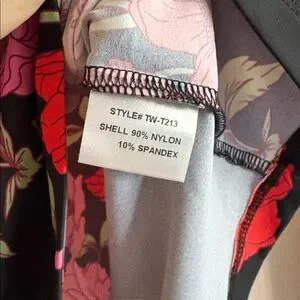 STYLE# TW-T213
SHELL 90% NYLON
10% SPANDEX